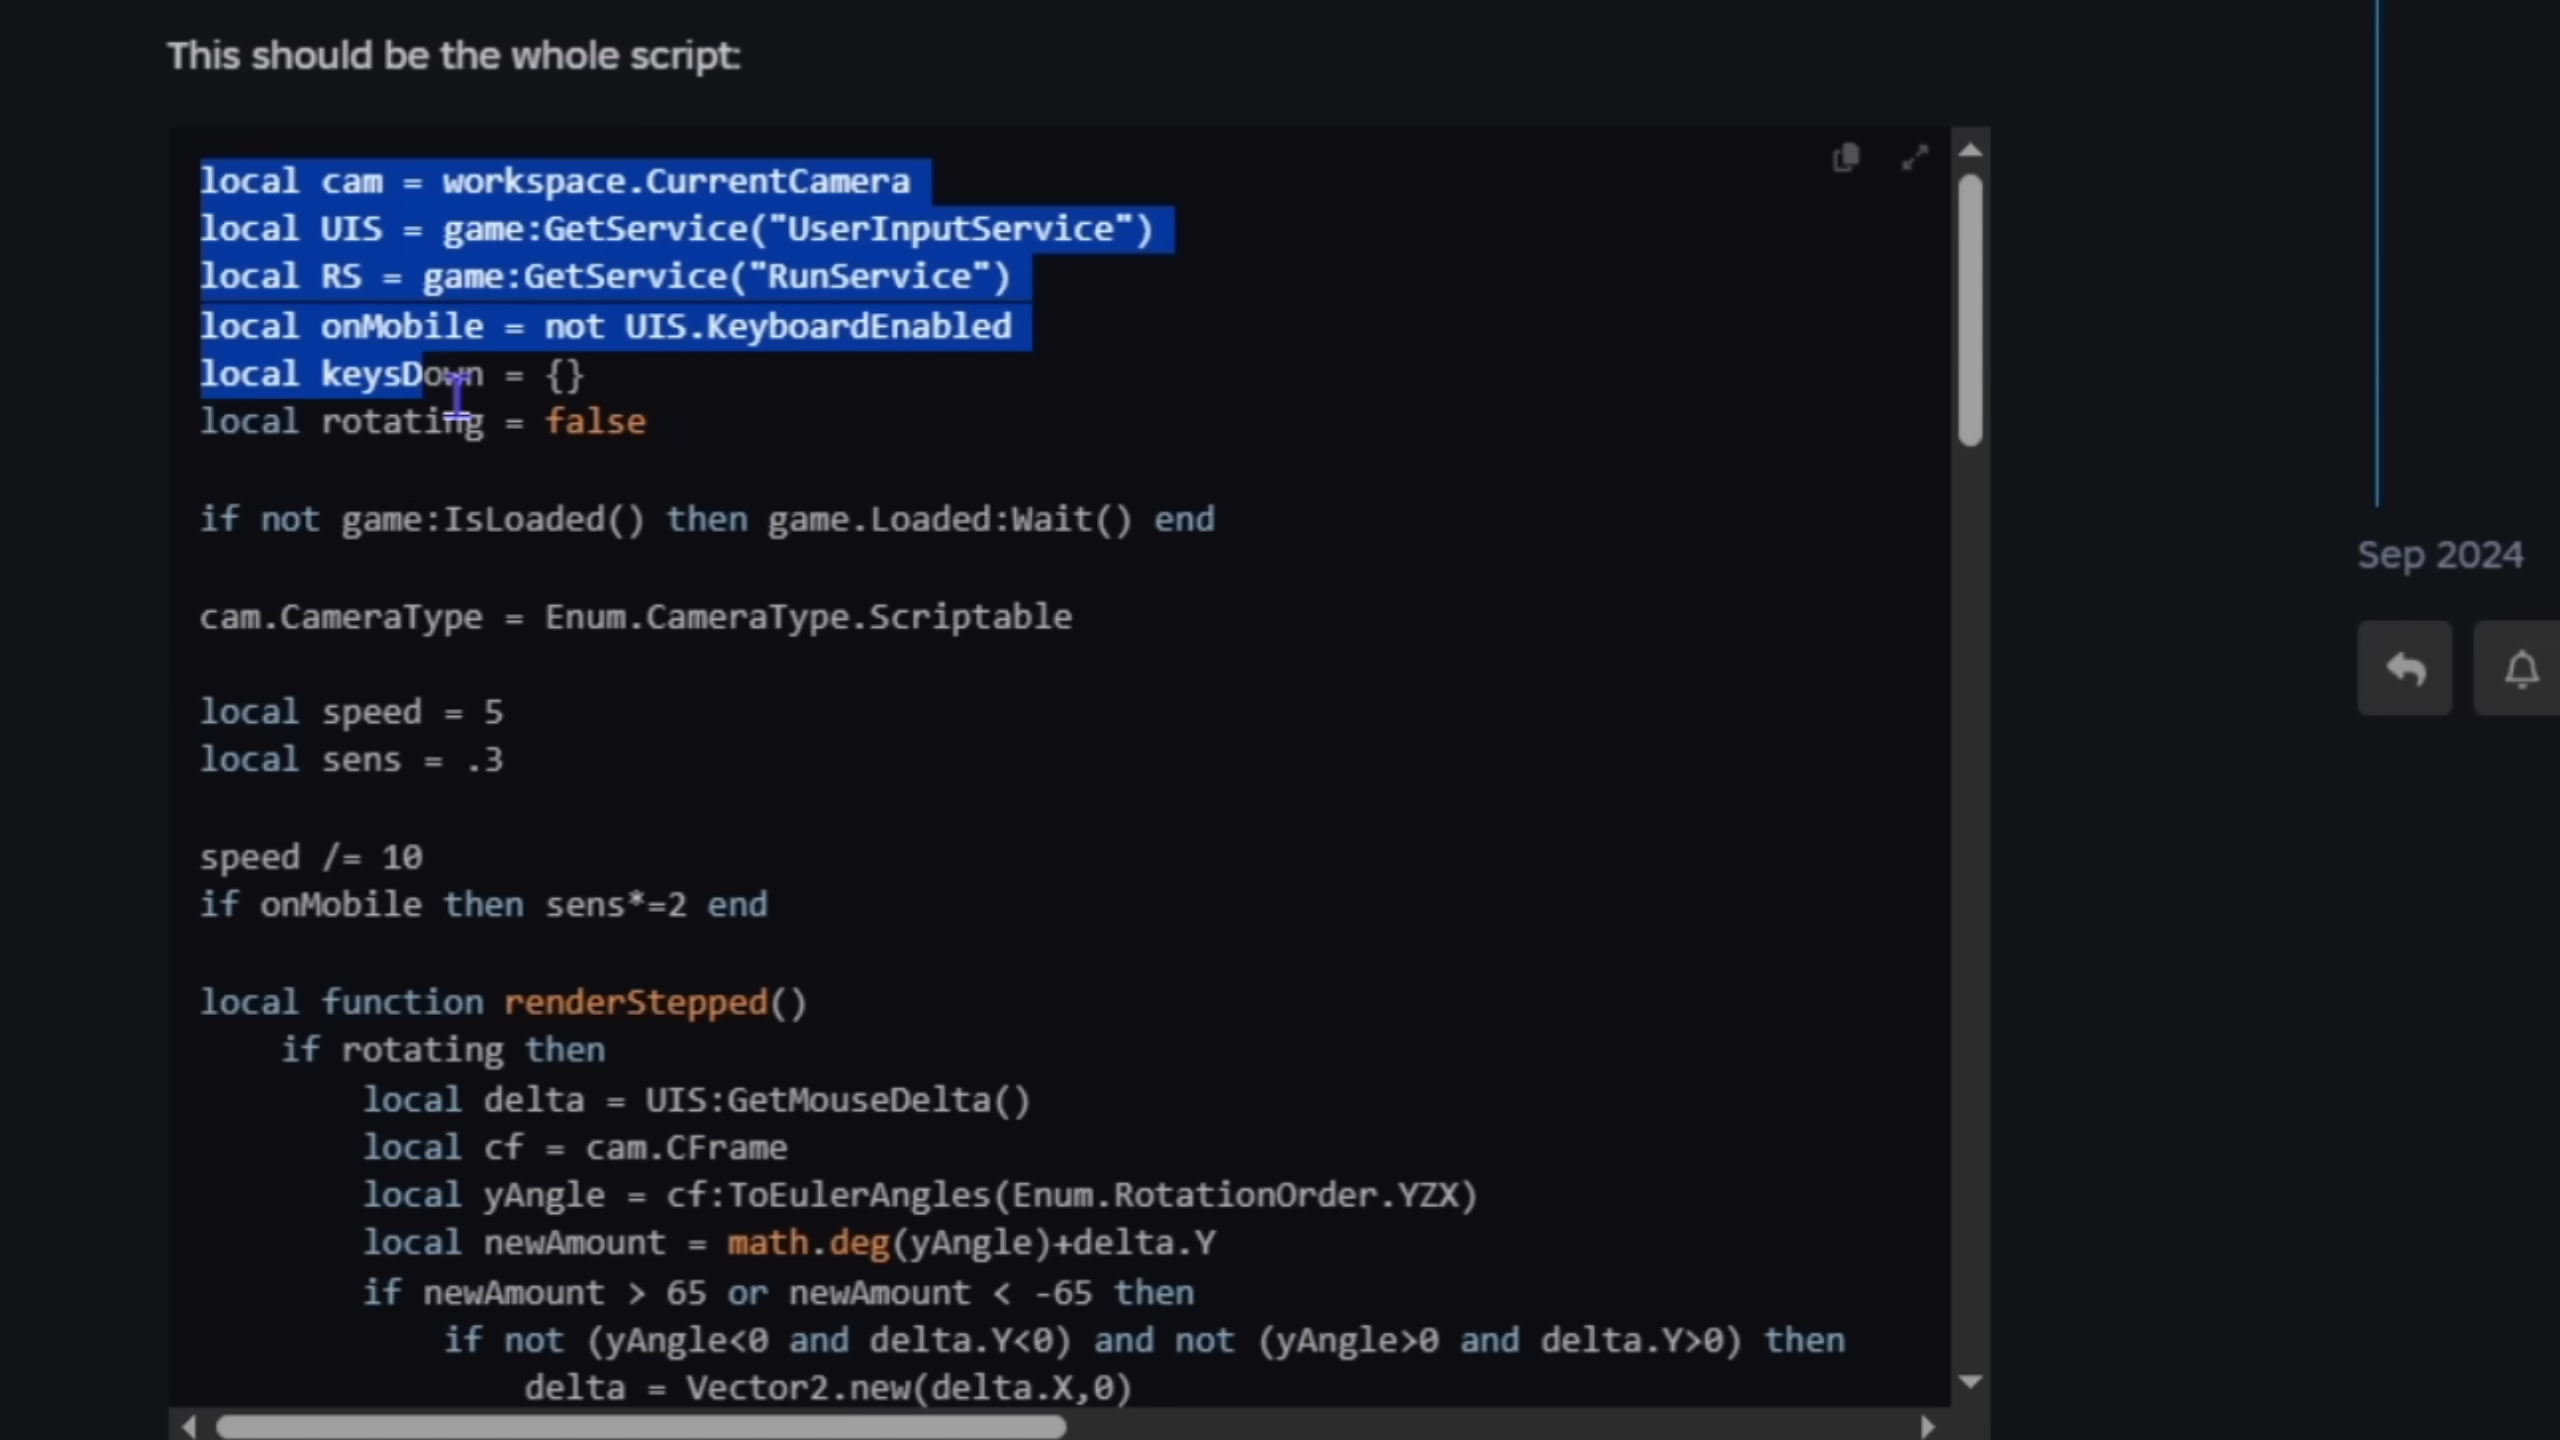 This should be the whole script:
local cam = workspace.CurrentCamera
local UIS = game:GetService("UserInputService")
local RS = game:GetService("RunService")
local onMobile = not UIS.KeyboardEnabled
local keysDown = {}
local rotating = false
if not game:IsLoaded() then game.Loaded:Wait() end
cam.CameraType = Enum.CameraType.Scriptable
local speed = 5
local sens = .3
speed /= 10
if onMobile then sens*=2 end
local function renderStepped()
if rotating then
local delta = UIS:GetMouseDelta()
local cf = cam.CFrame
local yAngle = cf:ToEulerAngles(Enum.RotationOrder.YZX)
local newAmount = math.deg(yAngle)+delta.Y
if newAmount > 65 or newAmount < -65 then
if not (yAngle<0 and delta.Y<0) and not (yAngle>0 and delta.Y>0) then
delta = Vector2.new(delta.X,0)
Sep 2024